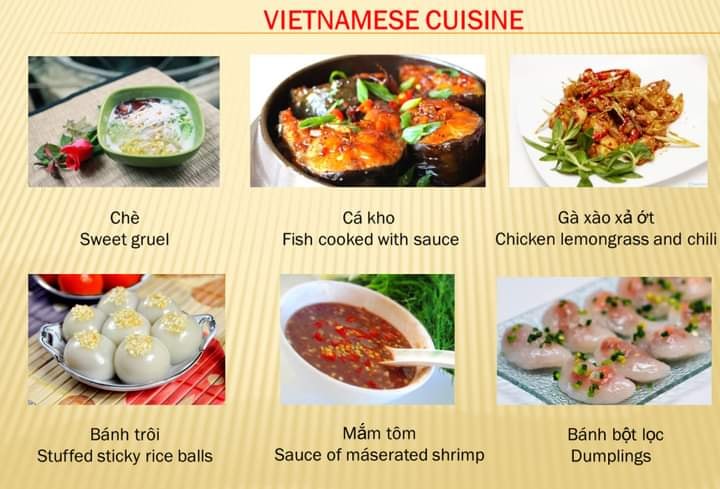 VIETNAMESE CUISINE
Chè
Sweet gruel
Cá kho
Fish cooked with sauce
Gà xào xả ớt
Chicken lemongrass and chili
Bánh trôi
Stuffed sticky rice balls
Mắm tôm
Sauce of máserated shrimp
Bánh bột lọc
Dumplings